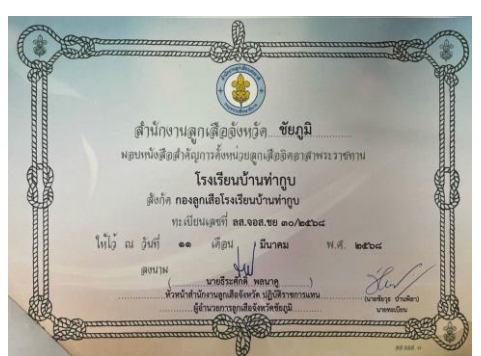 สำนักงานลูกเสือจังหวัด ชัยภูมิ
มอบหนังสือสำคัญการตั้งหน่วยลูกเสือจิตอาสาพระราชทาน
โรงเรียนบ้านท่ากูบ
สังกัด กองลูกเสือโรงเรียนบ้านท่ากูบ
ทะเบียนเลขที่ ลส.จอส.ชย ๓๐/๒๕๖๘
ให้ไว้ ณ วันที่ ๑๑ เดือน มีนาคม พ.ศ. ๒๕๖๘
ลงนาม
( นายธีระศักดิ์ พลนาคู )
หัวหน้าสำนักงานลูกเสือจังหวัด ปฏิบัติราชการแทน
ผู้อำนวยการลูกเสือจังหวัดชัยภูมิ
นายทะเบียน